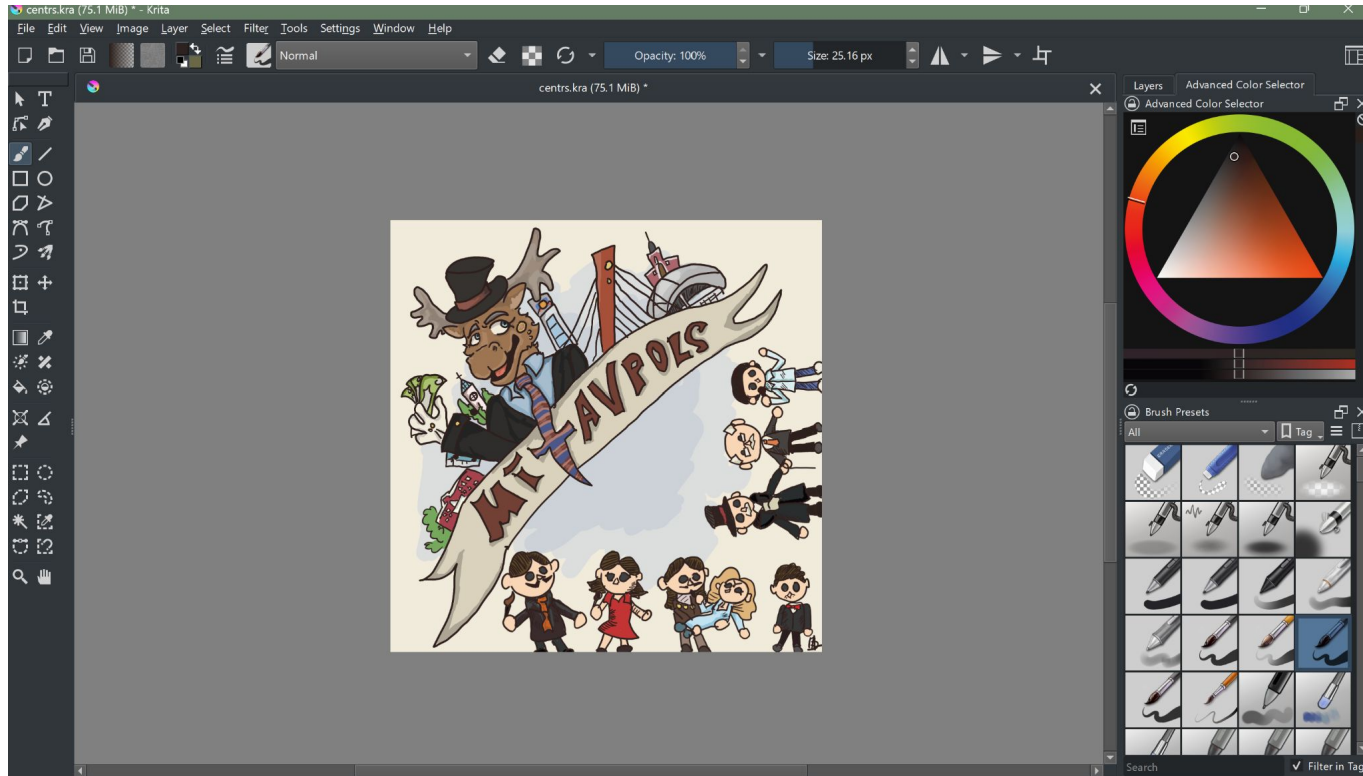 centrs.kra (75.1 MiB) * - Krita
File Edit View Image Layer Select Filter Tools Settings Window Help
Normal Opacity: 100% Size: 25.16 px
centrs.kra (75.1 MiB) *
Layers Advanced Color Selector
Advanced Color Selector
MĪ AVPOLS
Brush Presets
All Tag
Search Filter in Tag